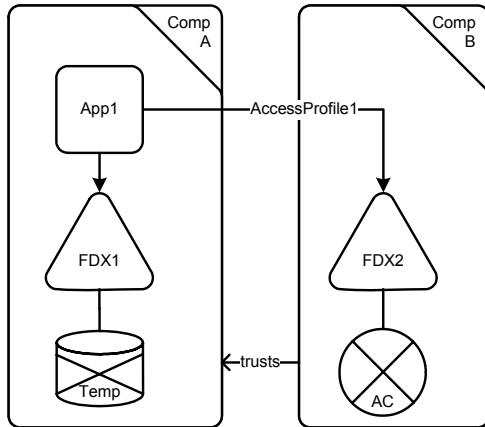 Comp
A
Comp
B
App1
AccessProfile1
FDX1
FDX2
trusts
Temp
AC